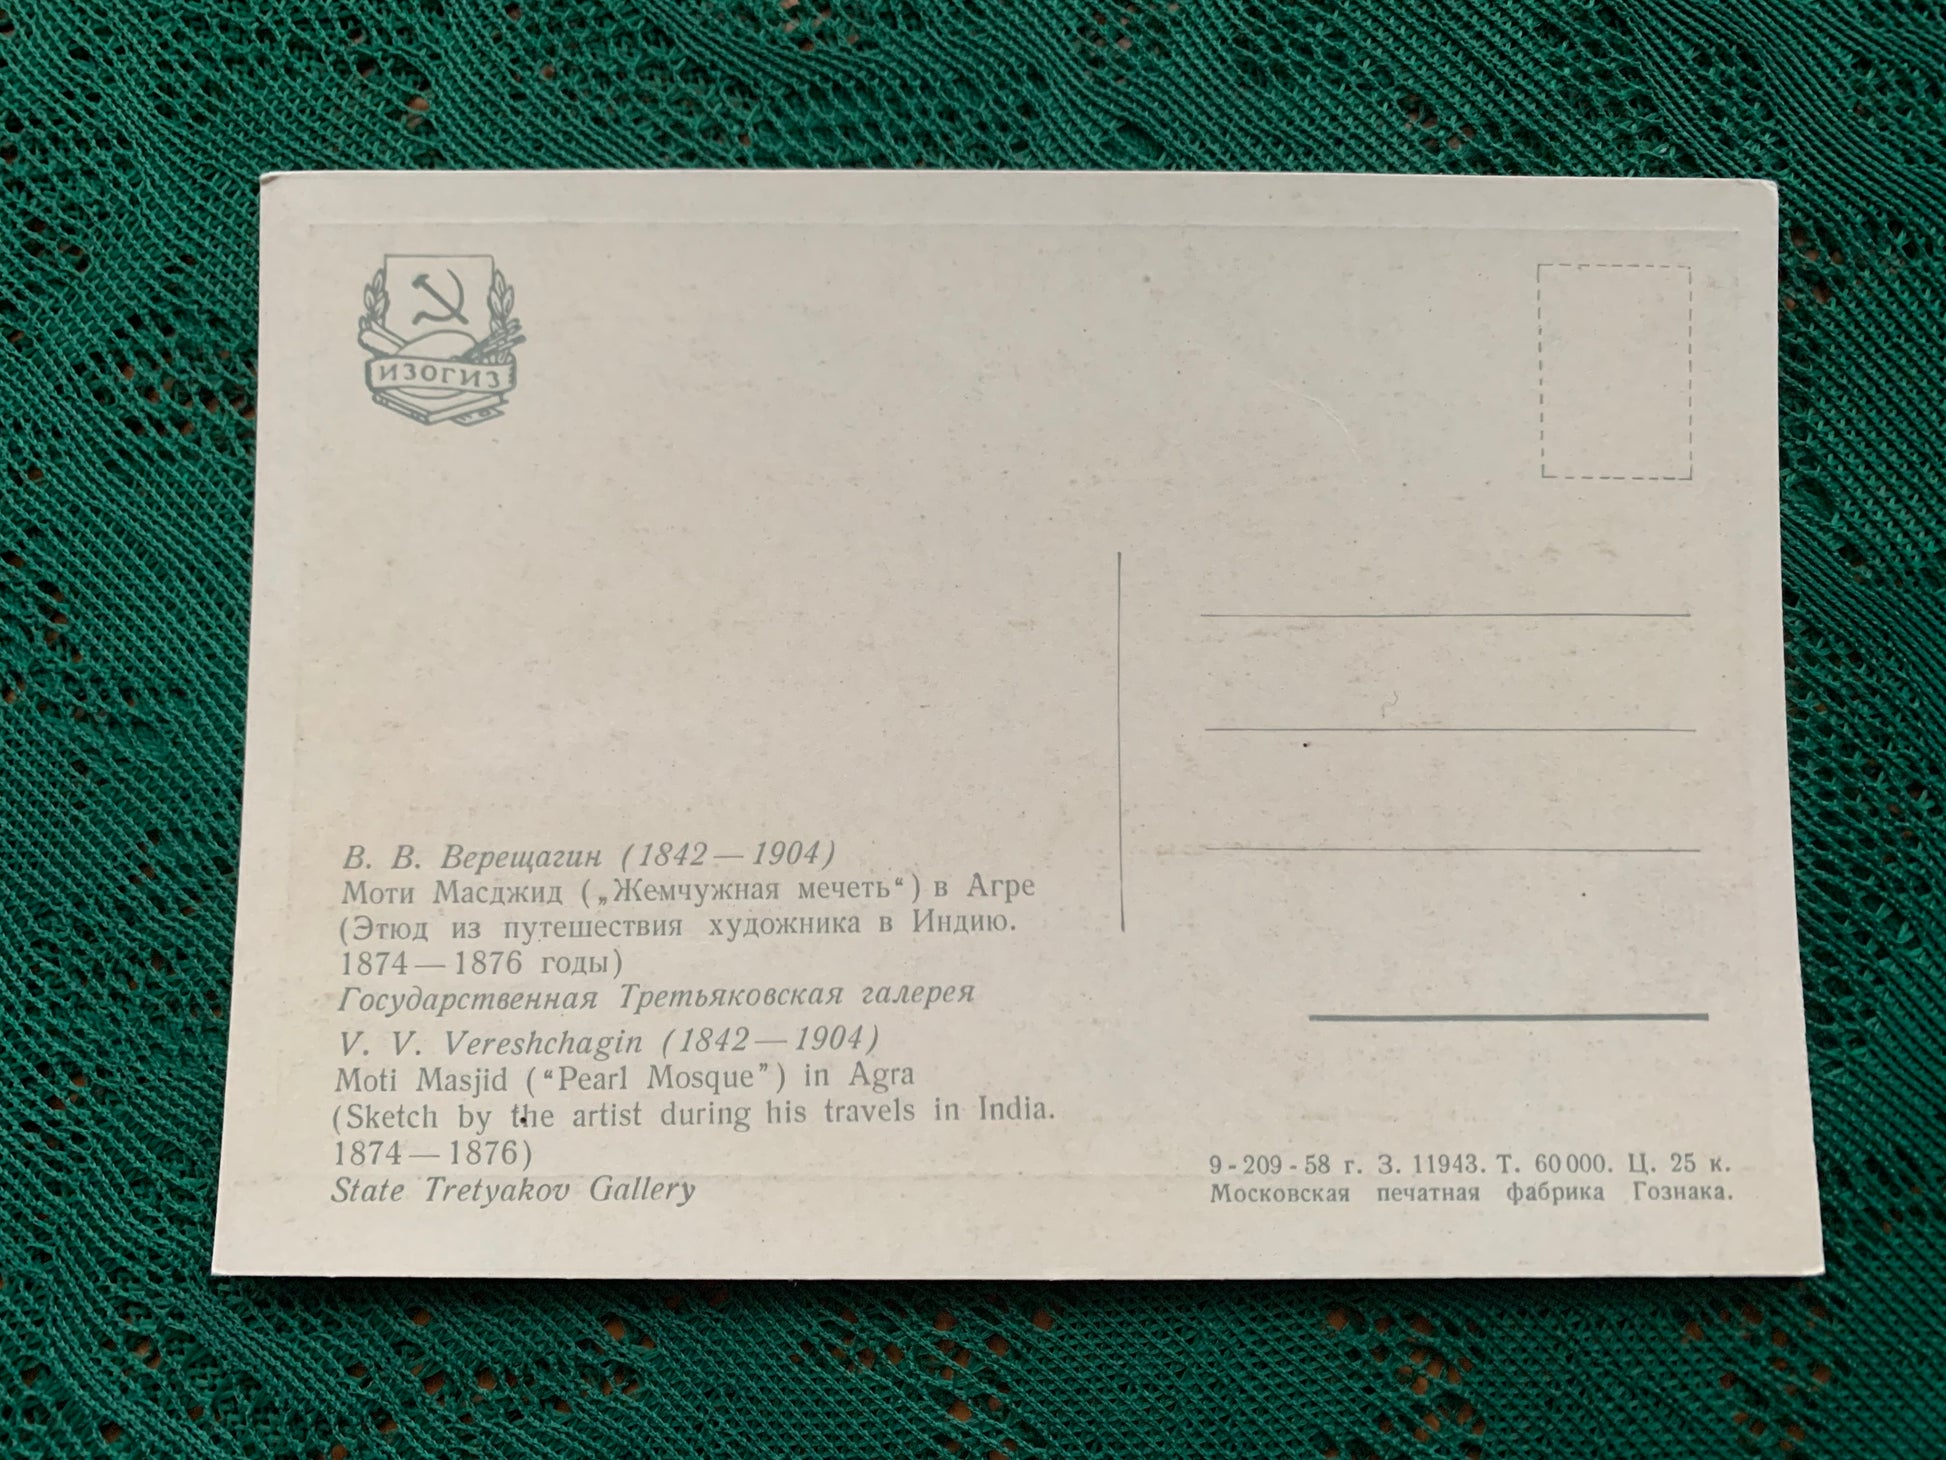 ИЗОГИЗ
В. В. Верещагин (1842 — 1904)
Моти Масджид („Жемчужная мечеть“) в Агре
(Этюд из путешествия художника в Индию.
1874 — 1876 годы)
Государственная Третьяковская галерея
V. V. Vereshchagin (1842 — 1904)
Moti Masjid (“Pearl Mosque”) in Agra
(Sketch by the artist during his travels in India.
1874 — 1876)
State Tretyakov Gallery
9 - 209 - 58 г. З. 11943. Т. 60 000. Ц. 25 к.
Московская печатная фабрика Гознака.